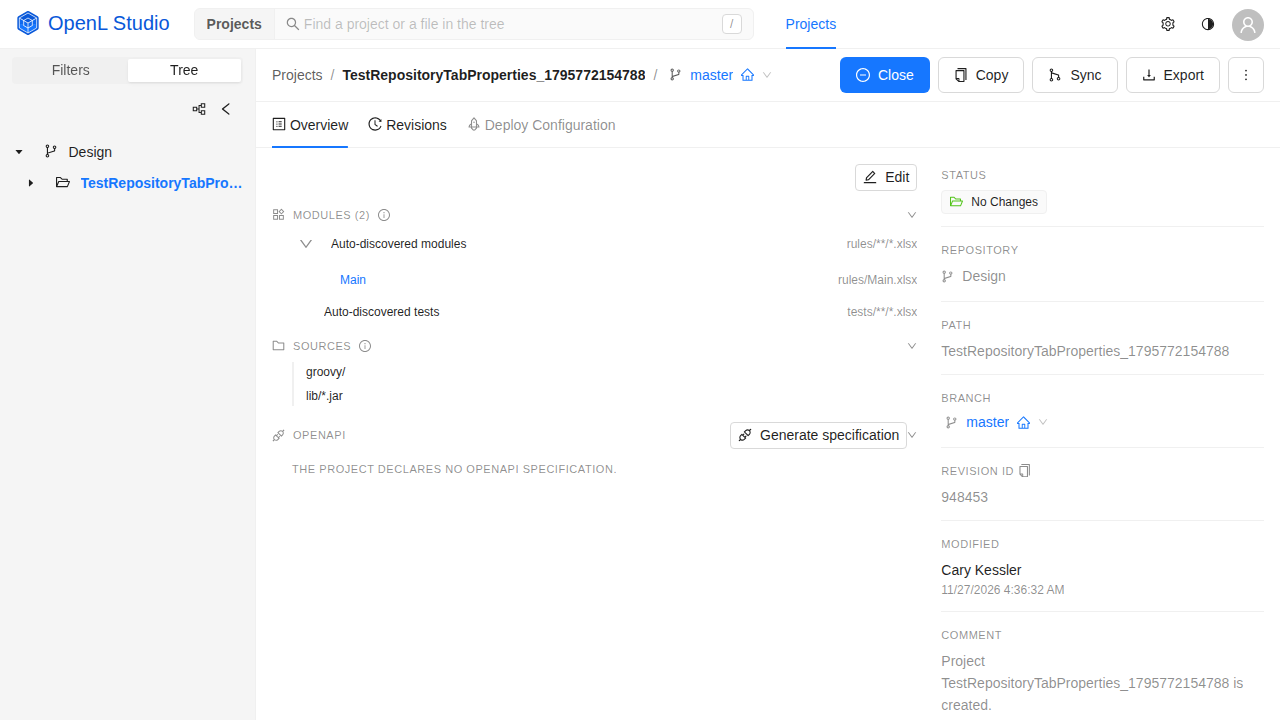 OpenL Studio
Projects
Find a project or a file in the tree
/
Projects
Filters
Tree
Design
TestRepositoryTabPro…
Projects / TestRepositoryTabProperties_1795772154788 / master
Close
Copy
Sync
Export
Overview
Revisions
Deploy Configuration
Edit
MODULES (2)
Auto-discovered modules
rules/**/*.xlsx
Main
rules/Main.xlsx
Auto-discovered tests
tests/**/*.xlsx
SOURCES
groovy/
lib/*.jar
OPENAPI
Generate specification
THE PROJECT DECLARES NO OPENAPI SPECIFICATION.
STATUS
No Changes
REPOSITORY
Design
PATH
TestRepositoryTabProperties_1795772154788
BRANCH
master
REVISION ID
948453
MODIFIED
Cary Kessler
11/27/2026 4:36:32 AM
COMMENT
Project
TestRepositoryTabProperties_1795772154788 is
created.